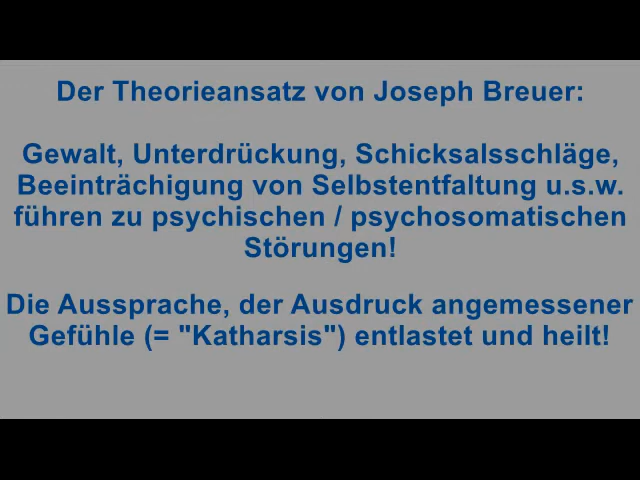 Der Theorieansatz von Joseph Breuer:
Gewalt, Unterdrückung, Schicksalsschläge,
Beeinträchigung von Selbstentfaltung u.s.w.
führen zu psychischen / psychosomatischen
Störungen!
Die Aussprache, der Ausdruck angemessener
Gefühle (= "Katharsis") entlastet und heilt!